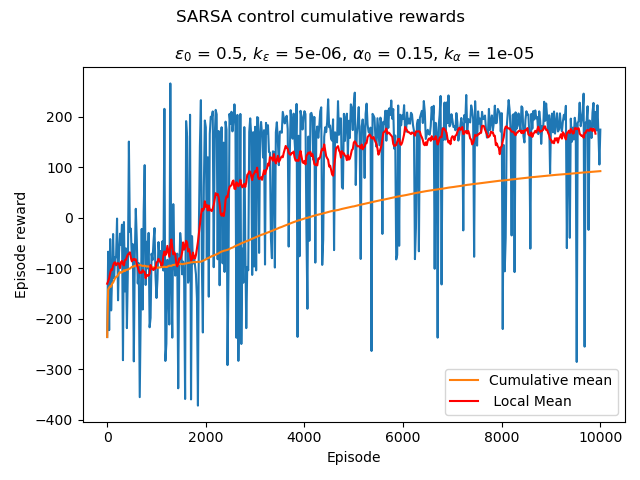 SARSA control cumulative rewards
ε₀ = 0.5, kε = 5e-06, α₀ = 0.15, kα = 1e-05
Episode reward
200
100
0
−100
−200
−300
−400
Cumulative mean
Local Mean
0 2000 4000 6000 8000 10000
Episode